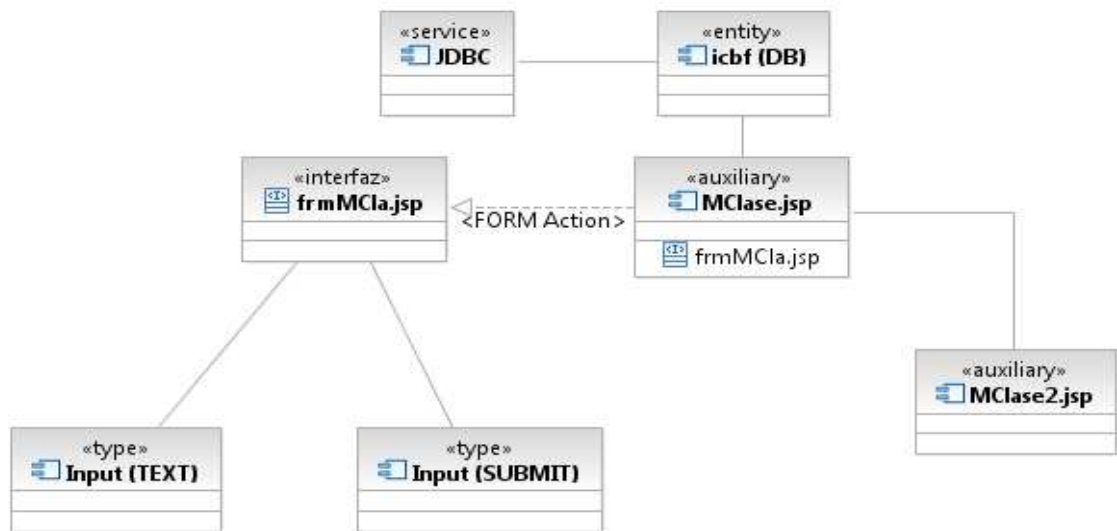 «service»
JDBC
«entity»
icbf (DB)
«interfaz»
frmMCla.jsp
<FORM Action>
«auxiliary»
MClase.jsp
frmMCla.jsp
«auxiliary»
MClase2.jsp
«type»
Input (TEXT)
«type»
Input (SUBMIT)